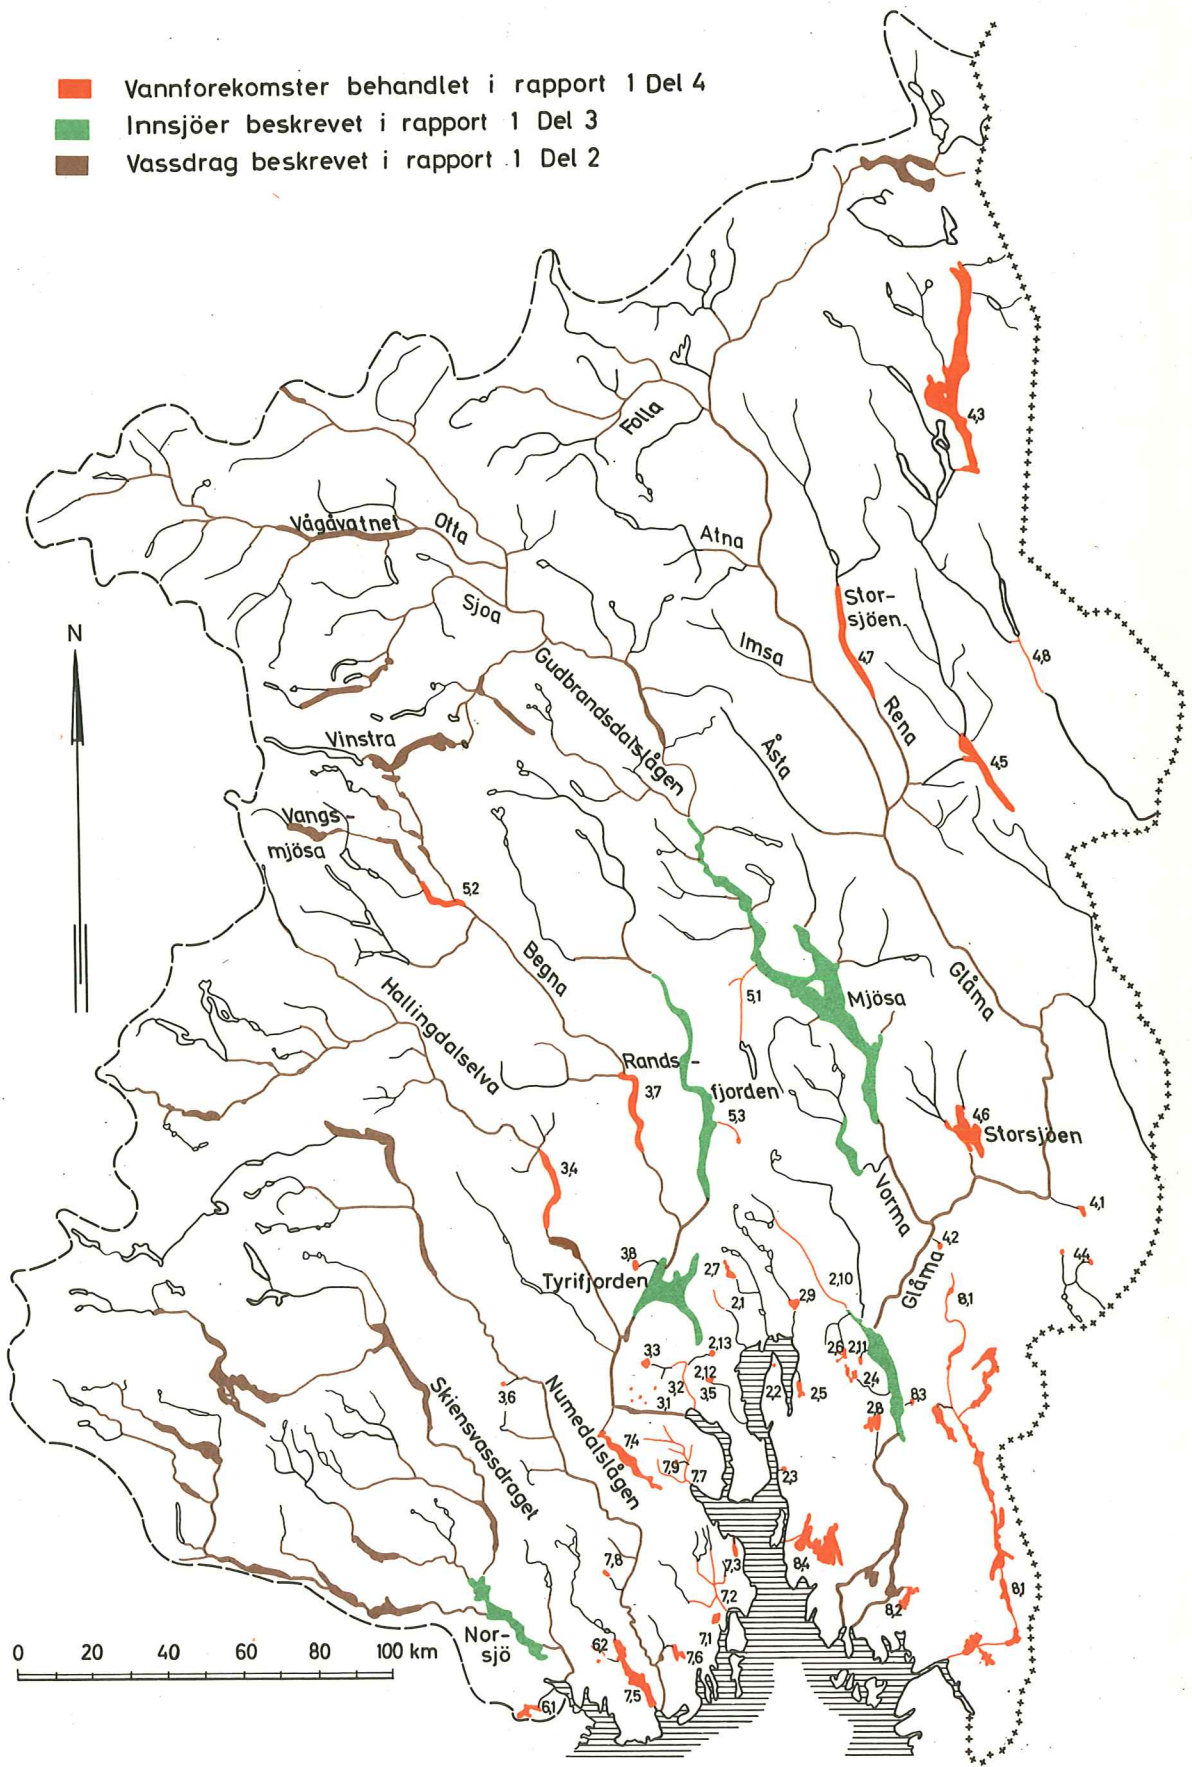 Vannforekomster behandlet i rapport 1 Del 4
Innsjöer beskrevet i rapport 1 Del 3
Vassdrag beskrevet i rapport 1 Del 2
4,3
Folla
Vågåvatnet
Otta
Atna
Sjoa
Stor-
sjöen
N
Imsa
4,7
4,8
Gudbrandsdalslågen
Rena
Vinstra
Åsta
4,5
Vangs-
mjösa
5,2
Begna
Glåma
Hallingdalselva
5,1
Mjösa
Rands-
fjorden
3,7
5,3
4,6
Storsjöen
3,4
Vorma
4,1
4,2
4,4
3,8
Tyrifjorden
2,7
2,10
Glåma
2,1
2,9
8,1
3,3
2,13
2,6
2,11
2,12
3,2
3,5
2,2
2,5
2,4
3,6
3,1
8,3
2,8
Skiensvassdraget
Numedalslågen
7,4
7,9
7,7
2,3
7,8
7,3
8,4
8,1
7,2
8,2
Nor-
sjö
7,1
6,2
7,6
0 20 40 60 80 100 km
7,5
6,1